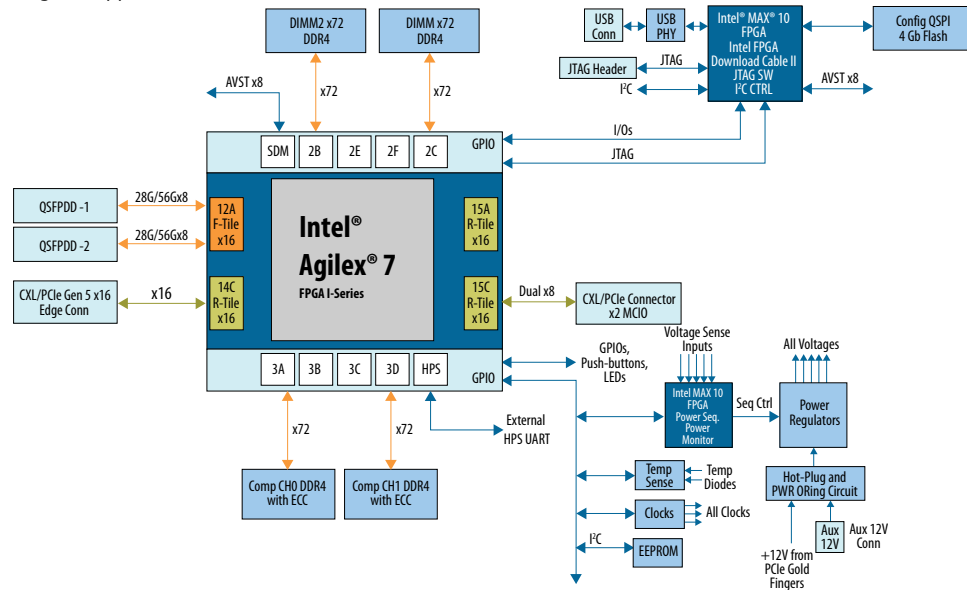 DIMM2 x72
DDR4
DIMM x72
DDR4
USB
Conn
USB
PHY
Intel® MAX® 10
FPGA
Intel FPGA
Download Cable II
JTAG SW
I²C CTRL
Config QSPI
4 Gb Flash
JTAG Header
JTAG
I²C
AVST x8
AVST x8
x72
x72
I/Os
JTAG
SDM
2B
2E
2F
2C
GPIO
QSFPDD -1
28G/56Gx8
QSFPDD -2
28G/56Gx8
12A
F-Tile
x16
Intel®
Agilex® 7
FPGA I-Series
15A
R-Tile
x16
CXL/PCIe Gen 5 x16
Edge Conn
x16
14C
R-Tile
x16
15C
R-Tile
x16
Dual x8
CXL/PCIe Connector
x2 MCIO
3A
3B
3C
3D
HPS
GPIO
GPIOs,
Push-buttons,
LEDs
Voltage Sense
Inputs
All Voltages
Intel MAX 10
FPGA
Power Seq.
Power
Monitor
Seq Ctrl
Power
Regulators
x72
x72
External
HPS UART
Comp CH0 DDR4
with ECC
Comp CH1 DDR4
with ECC
Temp
Sense
Temp
Diodes
Hot-Plug and
PWR ORing Circuit
Clocks
All Clocks
Aux
12V
Aux 12V
Conn
I²C
EEPROM
+12V from
PCIe Gold
Fingers